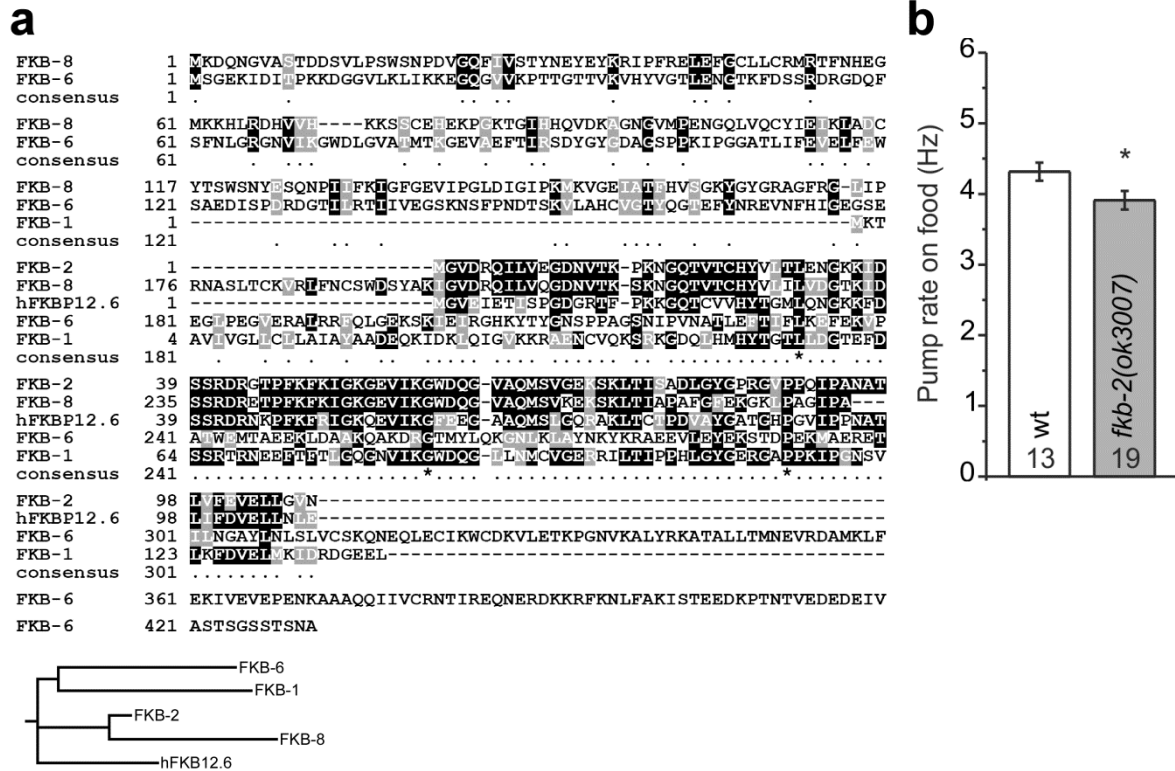 a
FKB-8 1 MKDQNGVASTDDSVLPSWSNPDVGQFIVSTYNEYEYKRIPFRELEFGCLLCRMRTFNHEG
FKB-6 1 MSGEKIDITPKKDGGVLKLIKKEGQGVVKPTTGTTVKVHYVGTLENGTKFDSSRDRGDQF
consensus 1 . . .. .. .. . .
FKB-8 61 MKKHLRDHVVH----KKSSCEHEKPGKTGIHHQVDKAGNGVMPENGQLVQCYIEIKLADC
FKB-6 61 SFNLGRGNVIKGWDLGVATMTKGEVAEFTIRSDYGYGDAGSPPKIPGGATLIFEVELFEW
consensus 61 . ... . . . . . . . . . .
FKB-8 117 YTSWSNYESQNPIIFKIGFGEVIPGLDIGIPKMKVGEIATFHVSGKYGYGRAGFRG-LIP
FKB-6 121 SAEDISPDRDGTILRTIIVEGSKNSFPNDTSKVLAHCVGTYQGTEFYNREVNFHIGEGSE
FKB-1 1 ---------------------------------------------------------MKT
consensus 121 . .. . .. .... . . .
FKB-2 1 ---------------------MGVDRQILVEGDNVTK-PKNGQTVTCHYVLTLENGKKID
FKB-8 176 RNASLTCKVRLFNCSWDSYAKIGVDRQILVQGDNVTK-SKNGQTVTCHYVLILVDGTKID
hFKBP12.6 1 ---------------------MGVEIETISPGDGRTF-PKKGQTCVVHYTGMLQNGKKFD
FKB-6 181 EGLPEGVERALRRFQLGEKSKIEIRGHKYTYGNSPPAGSNIPVNATLEFTIFLKEFEKVP
FKB-1 4 AVIVGLLCLLAIAYAADEQKIDKLQIGVKKRAENCVQKSRKGDQLHMHYTGTLLDGTEFD
consensus 181 . . .. . ...............................*.......
FKB-2 39 SSRDRGTPFKFKIGKGEVIKGWDQG-VAQMSVGEKSKLTISADLGYGPRGVPPQIPANAT
FKB-8 235 SSRDRETPFKFKIGKGEVIKGWDQG-VAQMSVKEKSKLTIAPAFGFGEKGKLPAGIPA---
hFKBP12.6 39 SSRDRNKPFKFRIGKQEVIKGFEEG-AAQMSLGQRAKLTCTPDVAYGATGHPGVIPPNAT
FKB-6 241 ATWEMTAEEKLDAAKQAKDRGTMYLQKGNLKLAYNKYKRAEEVLEYEKSTDPEKMAERET
FKB-1 64 SSRTRNEEFTFTLGQGNVIKGWDQG-LLNMCVGERRILTIPPHLGYGERGAPPKIPGNSV
consensus 241 ....................*..............................*........
FKB-2 98 LVFEVELLGVN-------------------------------------------------
hFKBP12.6 98 LIFDVELLNLE-------------------------------------------------
FKB-6 301 ILNGAYLNLSLVCSKQNEQLECIKWCDKVLETKPGNVKALYRKATALLTMNEVRDAMKLF
FKB-1 123 LKFDVELMKIDRDGEEL-------------------------------------------
consensus 301 ........ . .
FKB-6 361 EKIVEVEPENKAAAQQIIVCRNTIREQNERDKKRFKNLFAKISTEEDKPTNTVEDEDEIV
FKB-6 421 ASTSGSSTSNA
FKB-6
FKB-1
FKB-2
FKB-8
hFKB12.6
b
Pump rate on food (Hz)
6
5
4
3
2
1
0
*
wt
13
fkb-2(ok3007)
19